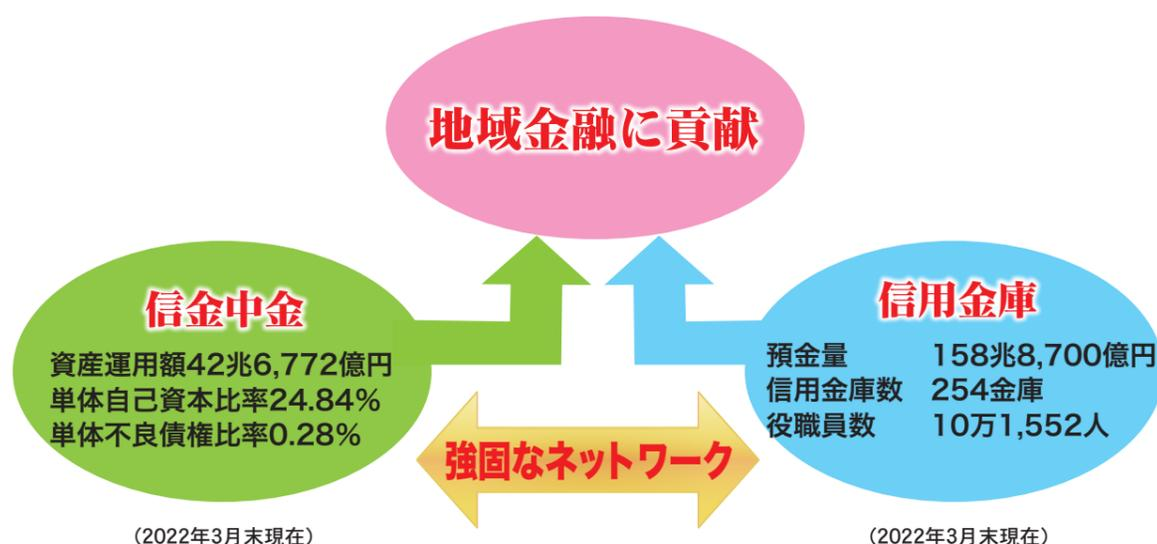 地域金融に貢献
信金中金
資産運用額42兆6,772億円
単体自己資本比率24.84%
単体不良債権比率0.28%
(2022年3月末現在)
強固なネットワーク
信用金庫
預金量 158兆8,700億円
信用金庫数 254金庫
役職員数 10万1,552人
(2022年3月末現在)